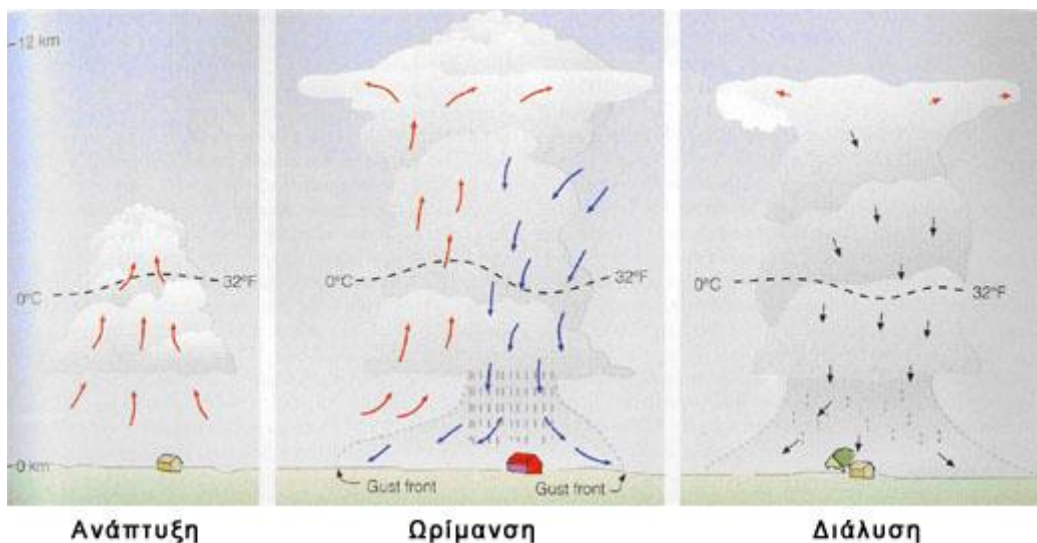 12 km
0°C
32°F
0 km
Ανάπτυξη
0°C
32°F
Gust front
Gust front
Ωρίμανση
0°C
32°F
Διάλυση